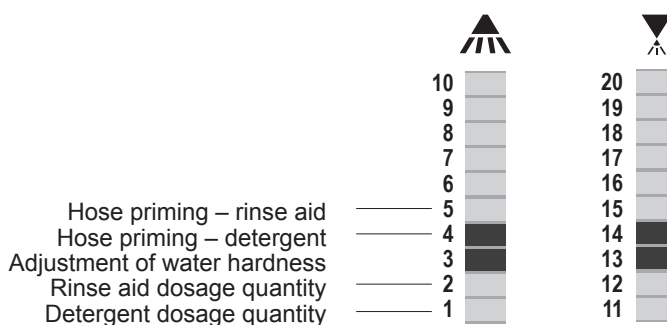 10 20
9 19
8 18
7 17
6 16
Hose priming – rinse aid 5 15
Hose priming – detergent 4 14
Adjustment of water hardness 3 13
Rinse aid dosage quantity 2 12
Detergent dosage quantity 1 11